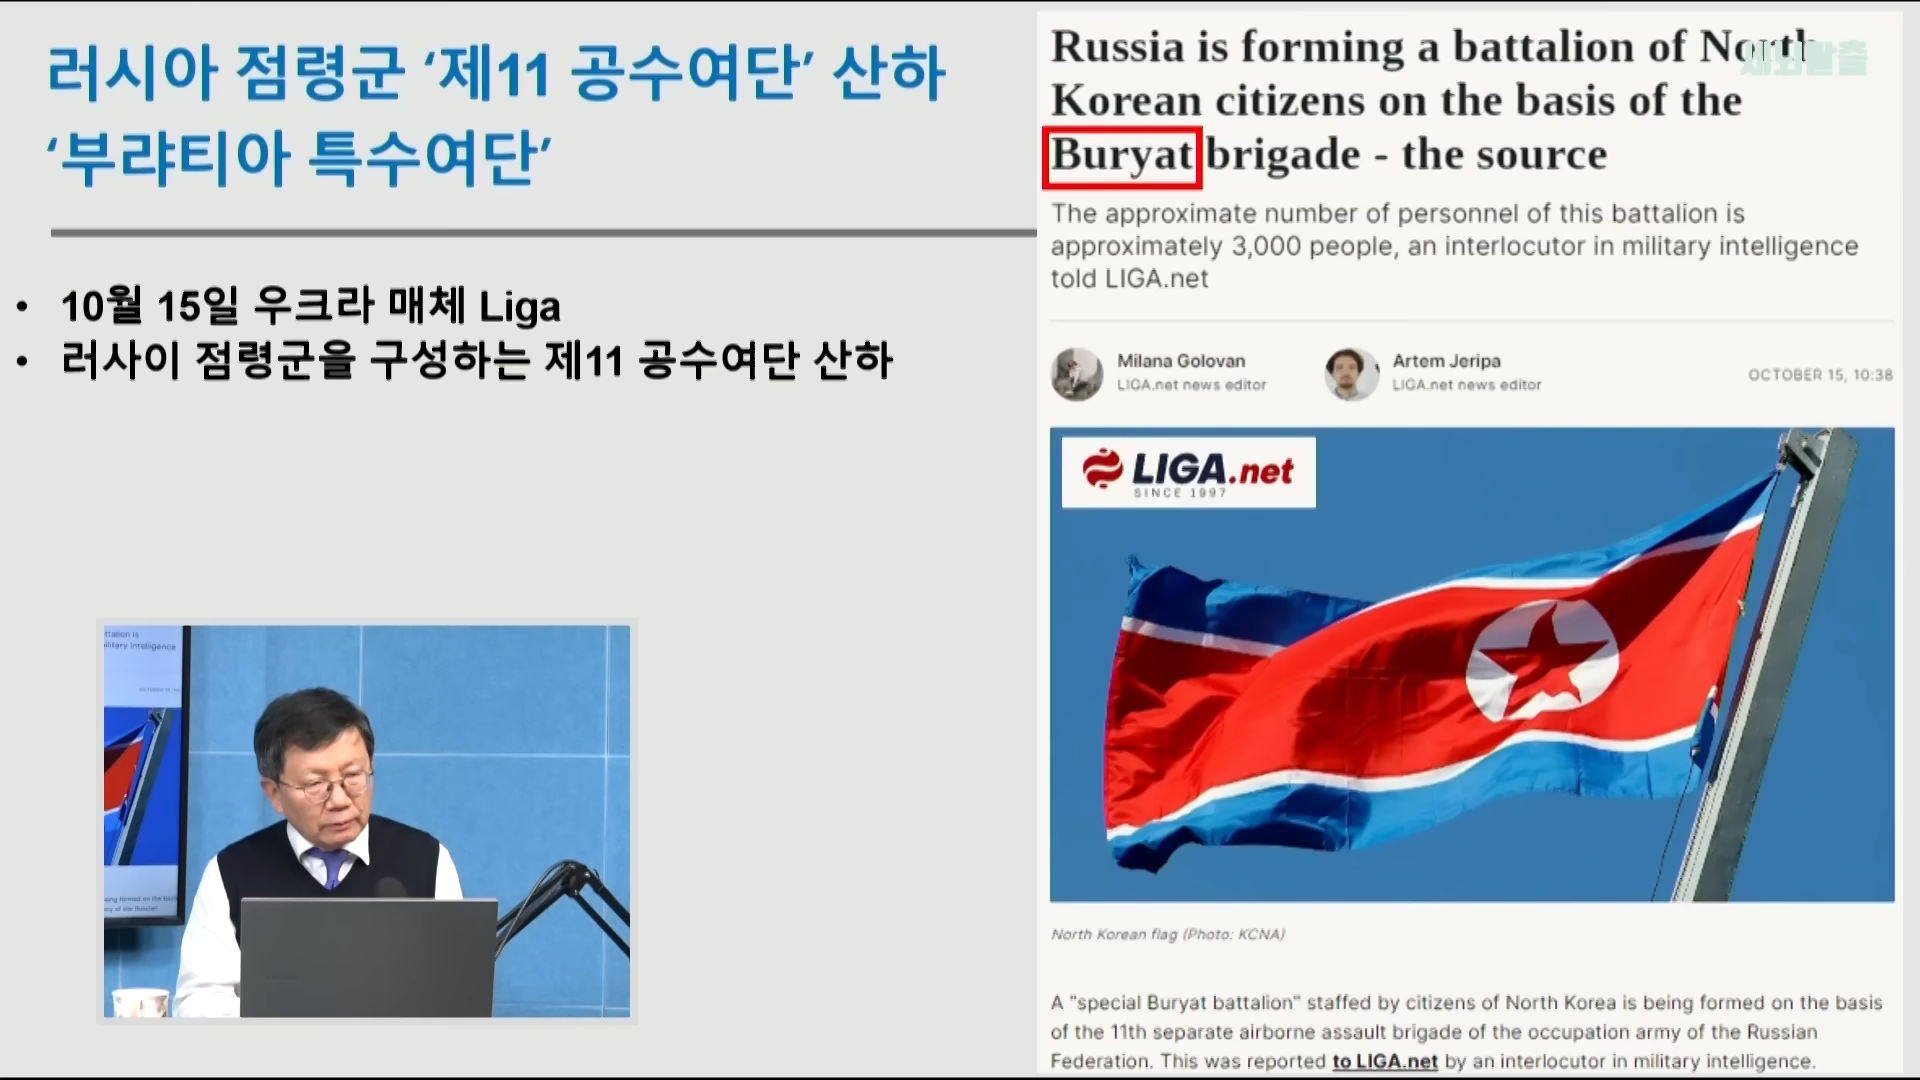 러시아 점령군 ‘제11 공수여단’ 산하
‘부랴티아 특수여단’
• 10월 15일 우크라 매체 Liga
• 러사이 점령군을 구성하는 제11 공수여단 산하
Russia is forming a battalion of North
Korean citizens on the basis of the
Buryat brigade - the source
The approximate number of personnel of this battalion is
approximately 3,000 people, an interlocutor in military intelligence
told LIGA.net
Milana Golovan
LIGA.net news editor
Artem Jeripa
LIGA.net news editor
OCTOBER 15, 10:38
LIGA.net
SINCE 1997
North Korean flag (Photo: KCNA)
A "special Buryat battalion" staffed by citizens of North Korea is being formed on the basis
of the 11th separate airborne assault brigade of the occupation army of the Russian
Federation. This was reported to LIGA.net by an interlocutor in military intelligence.